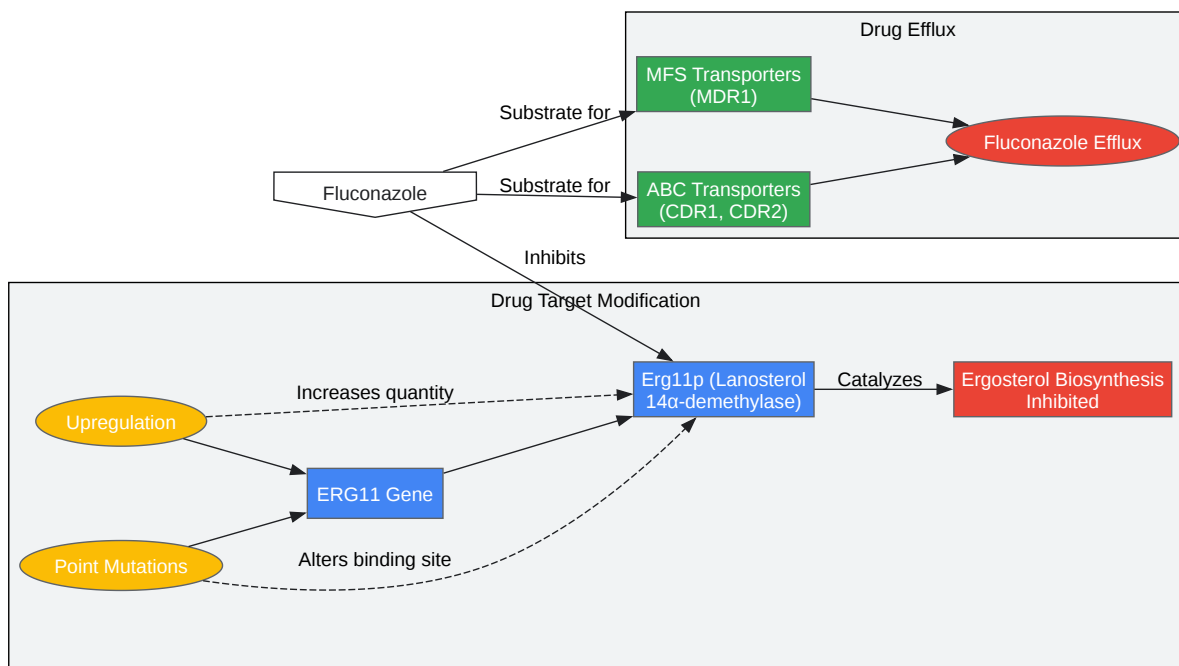 Drug Efflux
MFS Transporters
(MDR1)
Substrate for
Fluconazole Efflux
Fluconazole
Substrate for
ABC Transporters
(CDR1, CDR2)
Inhibits
Drug Target Modification
Erg11p (Lanosterol
14α-demethylase)
Catalyzes
Ergosterol Biosynthesis
Inhibited
Increases quantity
Upregulation
ERG11 Gene
Point Mutations
Alters binding site